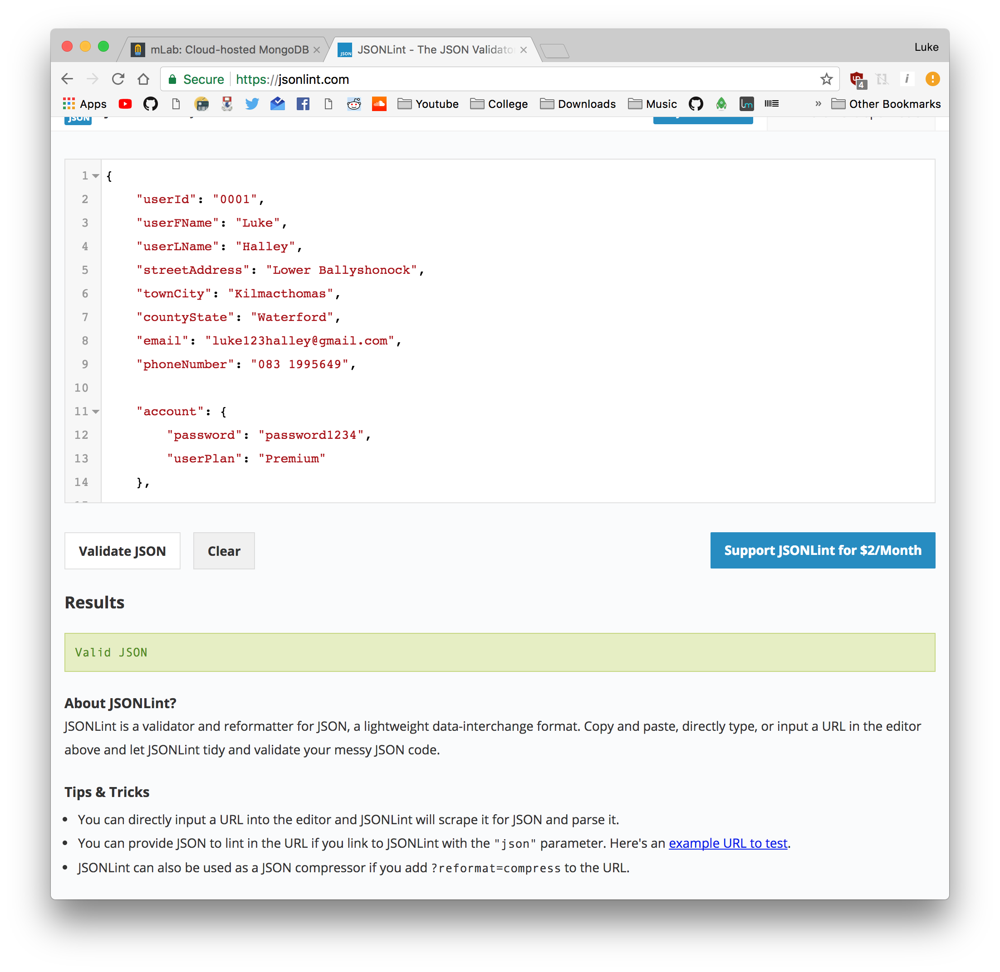 mLab: Cloud-hosted MongoDB
JSON JSONLint - The JSON Validato
Luke
Secure https://jsonlint.com
4
Apps Youtube College Downloads Music » Other Bookmarks
JSON
1 {
2 "userId": "0001",
3 "userFName": "Luke",
4 "userLName": "Halley",
5 "streetAddress": "Lower Ballyshonock",
6 "townCity": "Kilmacthomas",
7 "countyState": "Waterford",
8 "email": "luke123halley@gmail.com",
9 "phoneNumber": "083 1995649",
10
11 "account": {
12 "password": "password1234",
13 "userPlan": "Premium"
14 },
Validate JSON Clear Support JSONLint for $2/Month
Results
Valid JSON
About JSONLint?
JSONLint is a validator and reformatter for JSON, a lightweight data-interchange format. Copy and paste, directly type, or input a URL in the editor
above and let JSONLint tidy and validate your messy JSON code.
Tips & Tricks
• You can directly input a URL into the editor and JSONLint will scrape it for JSON and parse it.
• You can provide JSON to lint in the URL if you link to JSONLint with the "json" parameter. Here's an example URL to test.
• JSONLint can also be used as a JSON compressor if you add ?reformat=compress to the URL.